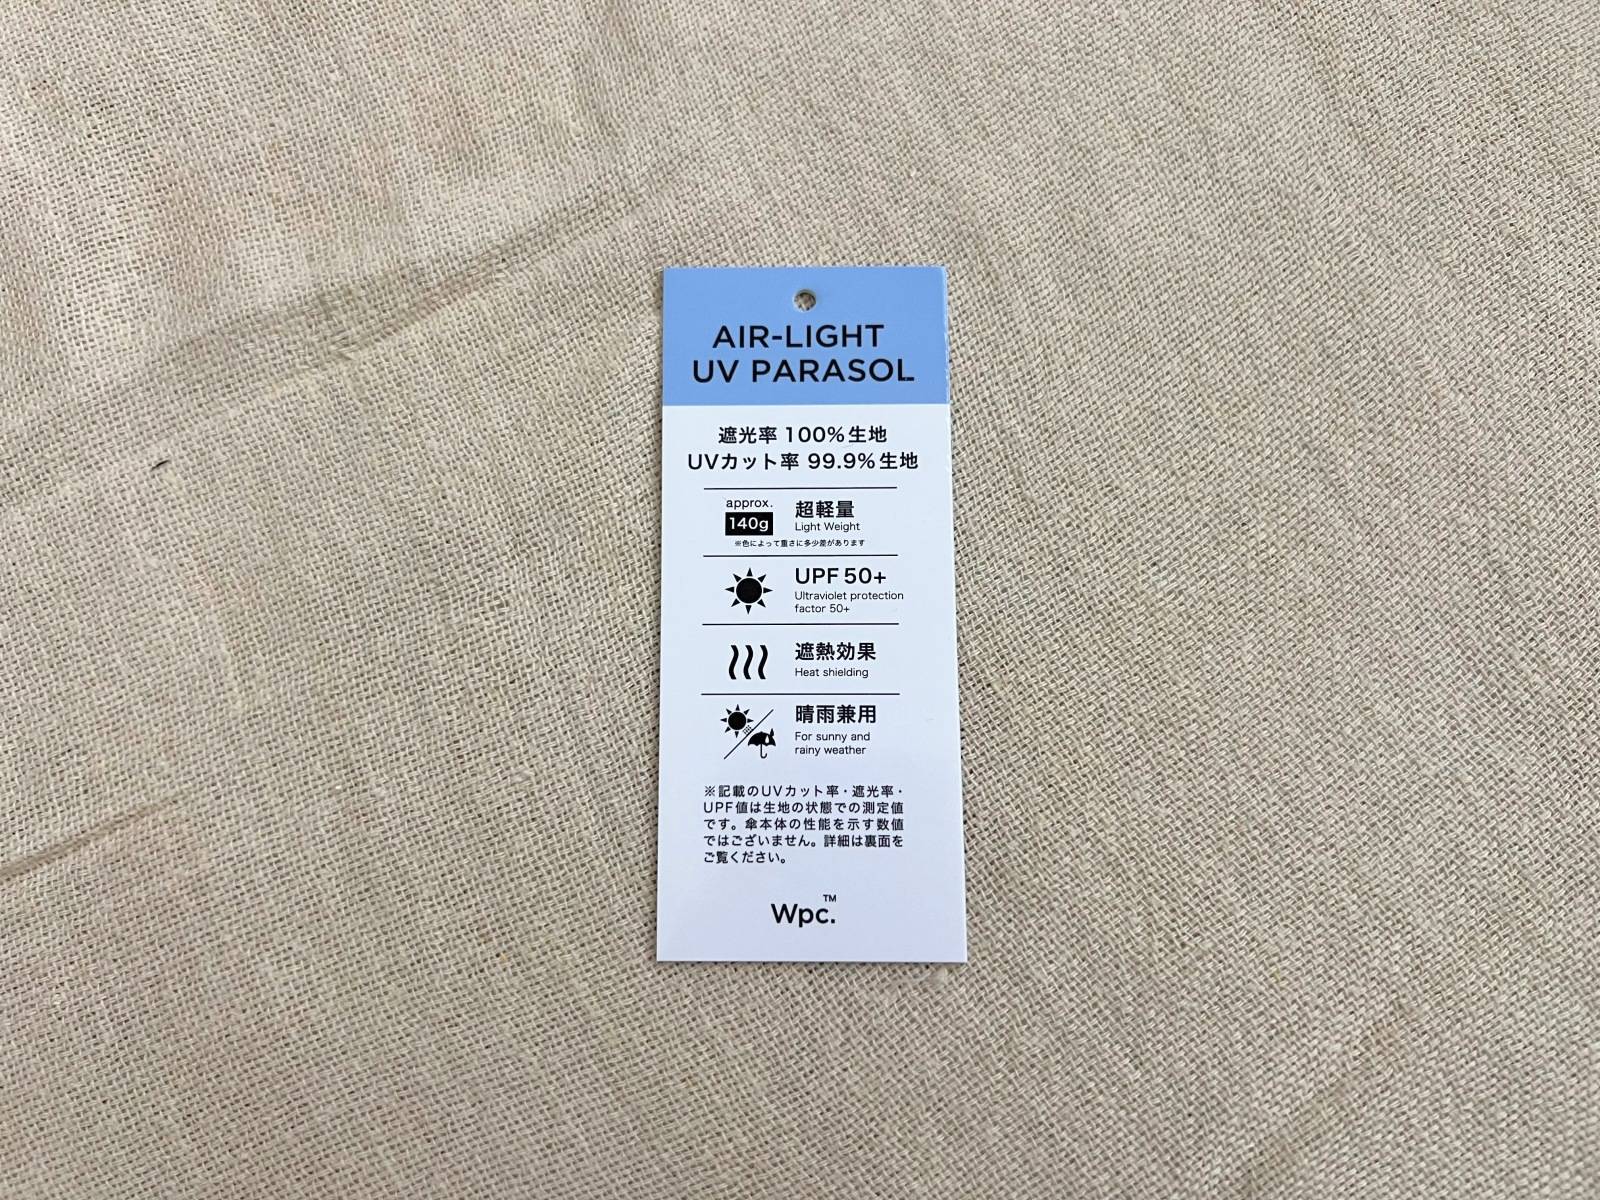 AIR-LIGHT
UV PARASOL
遮光率 100%生地
UVカット率 99.9%生地
approx.
140g
超軽量
Light Weight
※色によって重さに多少差があります
UPF 50+
Ultraviolet protection
factor 50+
遮熱効果
Heat shielding
晴雨兼用
For sunny and
rainy weather
※記載のUVカット率・遮光率・
UPF値は生地の状態での測定値
です。傘本体の性能を示す数値
ではございません。詳細は裏面を
ご覧ください。
Wpc.™